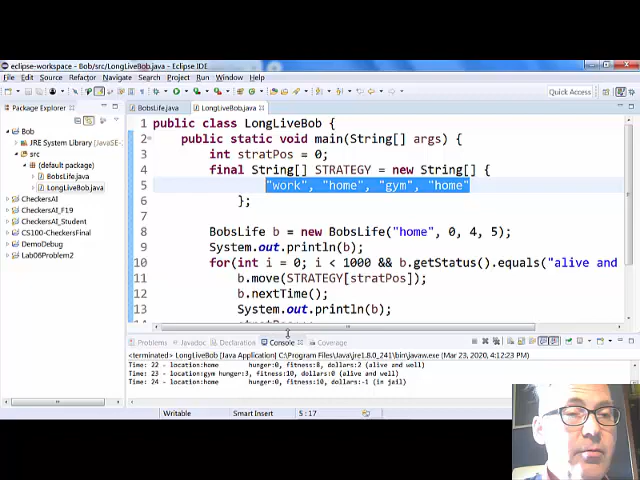 eclipse-workspace - Bob/src/LongLiveBob.java - Eclipse IDE
File Edit Source Refactor Navigate Search Project Run Window Help
Quick Access
Package Explorer
BobsLife.java
LongLiveBob.java
Bob
JRE System Library [JavaSE-
src
(default package)
BobsLife.java
LongLiveBob.java
CheckersAI
CheckersAI_F19
CheckersAI_Student
CS100-CheckersFinal
DemoDebug
Lab06Problem2
1 public class LongLiveBob {
2 public static void main(String[] args) {
3 int stratPos = 0;
4 final String[] STRATEGY = new String[] {
5 "work", "home", "gym", "home"
6 };
7
8 BobsLife b = new BobsLife("home", 0, 4, 5);
9 System.out.println(b);
10 for(int i = 0; i < 1000 && b.getStatus().equals("alive and
11 b.move(STRATEGY[stratPos]);
12 b.nextTime();
13 System.out.println(b);
Problems Javadoc Declaration Console Coverage
<terminated> LongLiveBob [Java Application] C:\Program Files\Java\jre1.8.0_241\bin\javaw.exe (Mar 23, 2020, 4:12:23 PM)
Time: 22 - location:home hunger:0, fitness:8, dollars:2 (alive and well)
Time: 23 - location:gym hunger:3, fitness:10, dollars:0 (alive and well)
Time: 24 - location:home hunger:0, fitness:10, dollars:-1 (in jail)
Writable Smart Insert 5 : 17